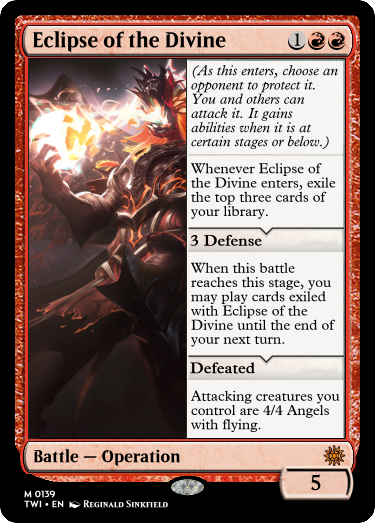 Eclipse of the Divine 1
(As this enters, choose an
opponent to protect it.
You and others can
attack it. It gains
abilities when it is at
certain stages or below.)
Whenever Eclipse of
the Divine enters, exile
the top three cards of
your library.
3 Defense
When this battle
reaches this stage, you
may play cards exiled
with Eclipse of the
Divine until the end of
your next turn.
Defeated
Attacking creatures you
control are 4/4 Angels
with flying.
Battle — Operation
5
M 0139
TWI • EN Reginald Sinkfield